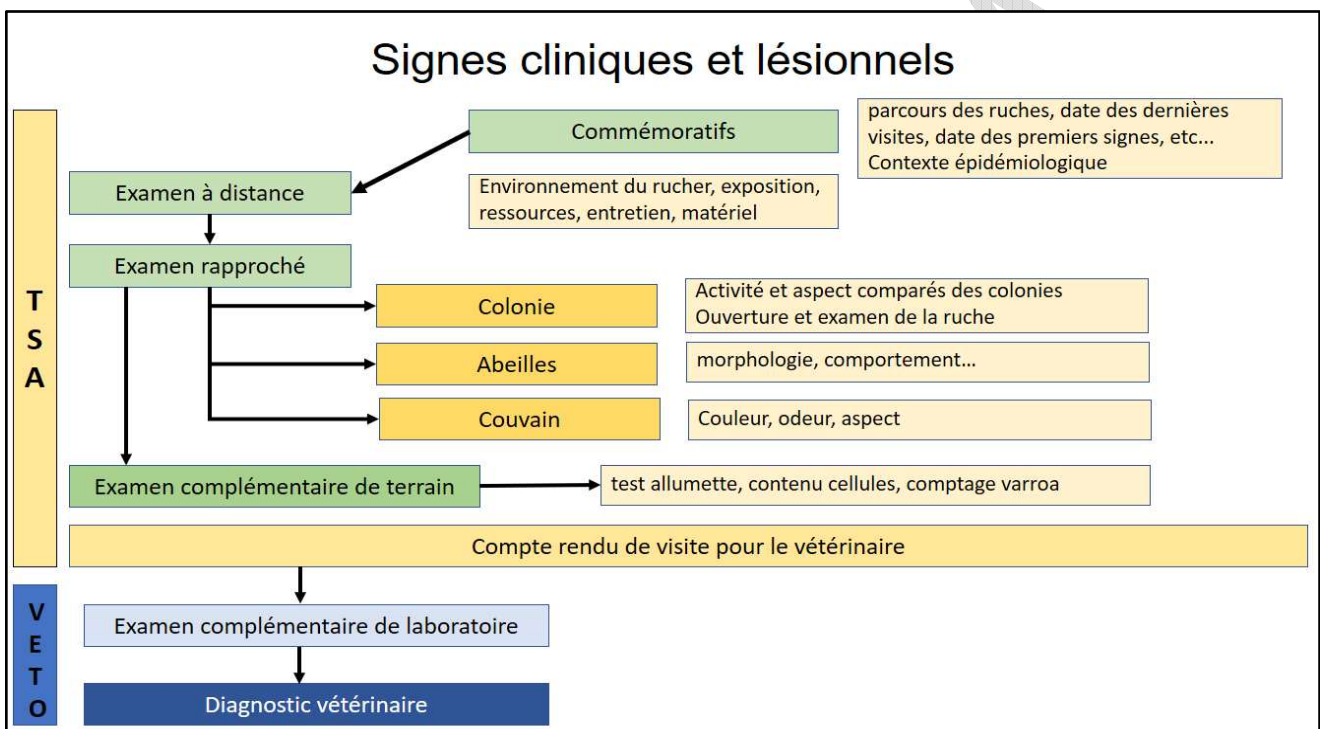 Signes cliniques et lésionnels
Commémoratifs
parcours des ruches, date des dernières
visites, date des premiers signes, etc...
Contexte épidémiologique
Examen à distance
Environnement du rucher, exposition,
ressources, entretien, matériel
Examen rapproché
Colonie
Activité et aspect comparés des colonies
Ouverture et examen de la ruche
Abeilles
morphologie, comportement...
Couvain
Couleur, odeur, aspect
Examen complémentaire de terrain
test allumette, contenu cellules, comptage varroa
Compte rendu de visite pour le vétérinaire
T
S
A
Examen complémentaire de laboratoire
Diagnostic vétérinaire
V
E
T
O